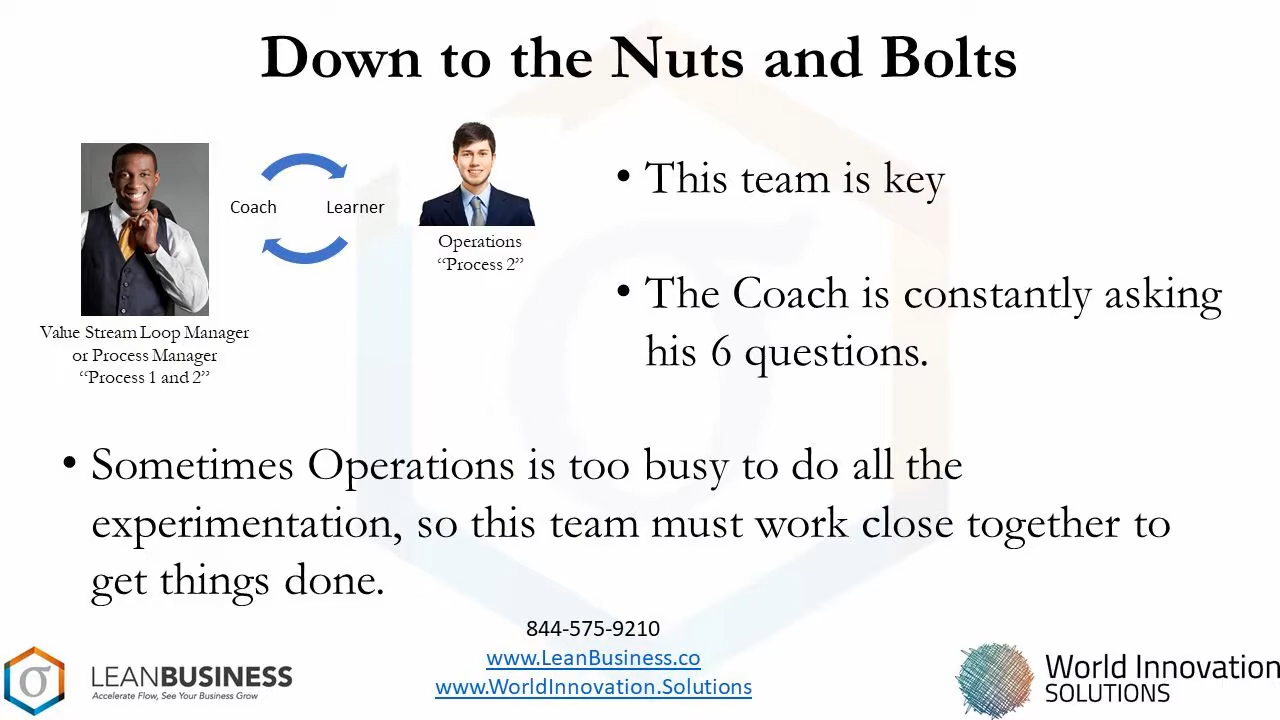 Down to the Nuts and Bolts
Coach
Learner
Operations
“Process 2”
Value Stream Loop Manager
or Process Manager
“Process 1 and 2”
• This team is key
• The Coach is constantly asking
his 6 questions.
• Sometimes Operations is too busy to do all the
experimentation, so this team must work close together to
get things done.
844-575-9210
www.LeanBusiness.co
www.WorldInnovation.Solutions
σ
LEANBUSINESS
Accelerate Flow, See Your Business Grow
World Innovation
SOLUTIONS